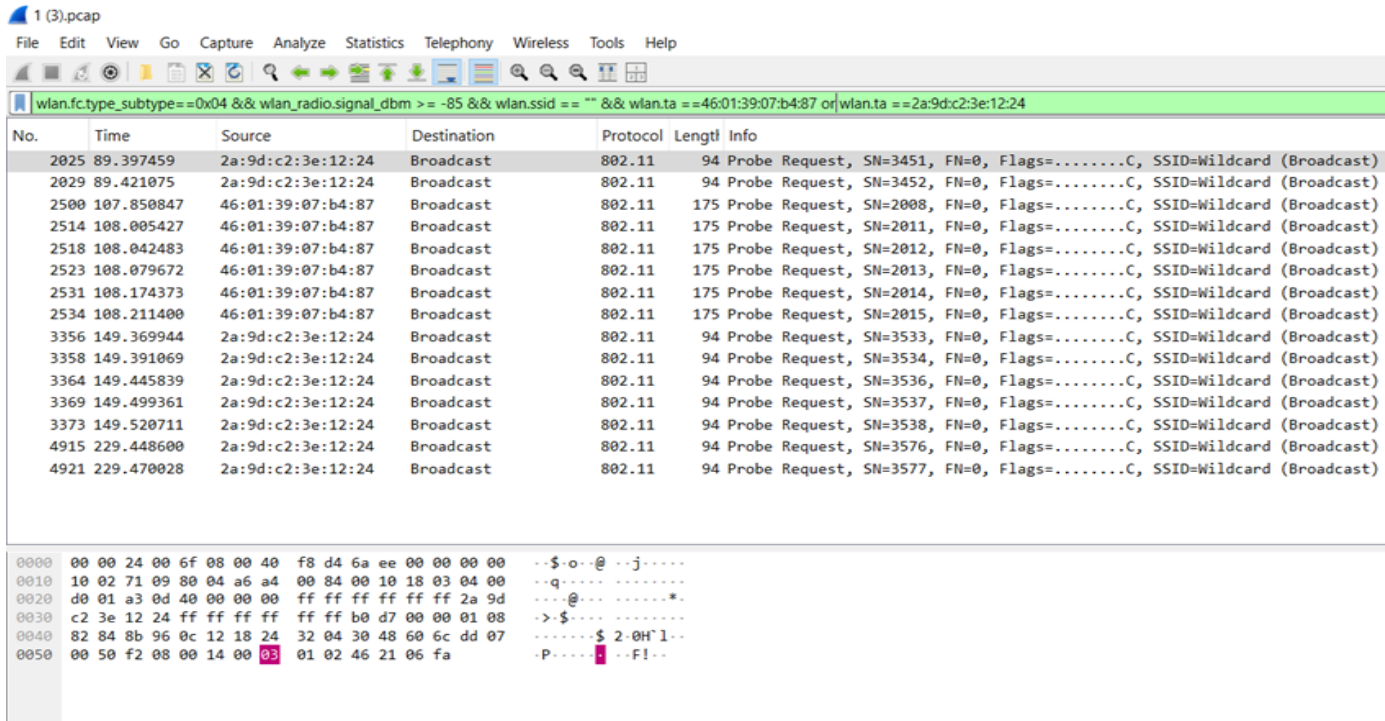 1 (3).pcap
File Edit View Go Capture Analyze Statistics Telephony Wireless Tools Help
wlan.fc.type_subtype==0x04 && wlan_radio.signal_dbm >= -85 && wlan.ssid == "" && wlan.ta ==46:01:39:07:b4:87 or wlan.ta ==2a:9d:c2:3e:12:24
No. Time Source Destination Protocol Length Info
2025 89.397459 2a:9d:c2:3e:12:24 Broadcast 802.11 94 Probe Request, SN=3451, FN=0, Flags=........C, SSID=Wildcard (Broadcast)
2029 89.421075 2a:9d:c2:3e:12:24 Broadcast 802.11 94 Probe Request, SN=3452, FN=0, Flags=........C, SSID=Wildcard (Broadcast)
2500 107.850847 46:01:39:07:b4:87 Broadcast 802.11 175 Probe Request, SN=2008, FN=0, Flags=........C, SSID=Wildcard (Broadcast)
2514 108.005427 46:01:39:07:b4:87 Broadcast 802.11 175 Probe Request, SN=2011, FN=0, Flags=........C, SSID=Wildcard (Broadcast)
2518 108.042483 46:01:39:07:b4:87 Broadcast 802.11 175 Probe Request, SN=2012, FN=0, Flags=........C, SSID=Wildcard (Broadcast)
2523 108.079672 46:01:39:07:b4:87 Broadcast 802.11 175 Probe Request, SN=2013, FN=0, Flags=........C, SSID=Wildcard (Broadcast)
2531 108.174373 46:01:39:07:b4:87 Broadcast 802.11 175 Probe Request, SN=2014, FN=0, Flags=........C, SSID=Wildcard (Broadcast)
2534 108.211400 46:01:39:07:b4:87 Broadcast 802.11 175 Probe Request, SN=2015, FN=0, Flags=........C, SSID=Wildcard (Broadcast)
3356 149.369944 2a:9d:c2:3e:12:24 Broadcast 802.11 94 Probe Request, SN=3533, FN=0, Flags=........C, SSID=Wildcard (Broadcast)
3358 149.391069 2a:9d:c2:3e:12:24 Broadcast 802.11 94 Probe Request, SN=3534, FN=0, Flags=........C, SSID=Wildcard (Broadcast)
3364 149.445839 2a:9d:c2:3e:12:24 Broadcast 802.11 94 Probe Request, SN=3536, FN=0, Flags=........C, SSID=Wildcard (Broadcast)
3369 149.499361 2a:9d:c2:3e:12:24 Broadcast 802.11 94 Probe Request, SN=3537, FN=0, Flags=........C, SSID=Wildcard (Broadcast)
3373 149.520711 2a:9d:c2:3e:12:24 Broadcast 802.11 94 Probe Request, SN=3538, FN=0, Flags=........C, SSID=Wildcard (Broadcast)
4915 229.448600 2a:9d:c2:3e:12:24 Broadcast 802.11 94 Probe Request, SN=3576, FN=0, Flags=........C, SSID=Wildcard (Broadcast)
4921 229.470028 2a:9d:c2:3e:12:24 Broadcast 802.11 94 Probe Request, SN=3577, FN=0, Flags=........C, SSID=Wildcard (Broadcast)
0000 00 00 24 00 6f 08 00 40 f8 d4 6a ee 00 00 00 00 ··$·o··@ ··j·····
0010 10 02 71 09 80 04 a6 a4 00 84 00 10 18 03 04 00 ··q····· ········
0020 d0 01 a3 0d 40 00 00 00 ff ff ff ff ff ff 2a 9d ····@··· ······*·
0030 c2 3e 12 24 ff ff ff ff ff ff b0 d7 00 00 01 08 ·>·$···· ········
0040 82 84 8b 96 0c 12 18 24 32 04 30 48 60 6c dd 07 ·······$ 2·0H`l··
0050 00 50 f2 08 00 14 00 03 01 02 46 21 06 fa ·P······ ··F!··